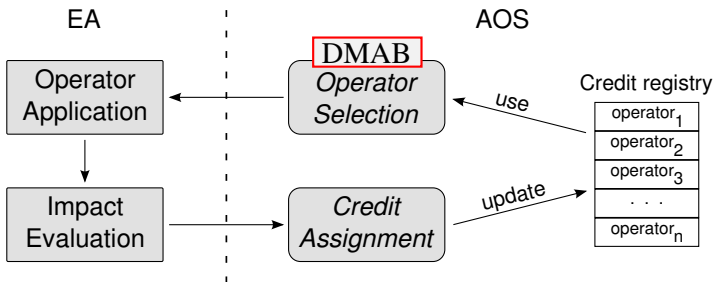 EA
AOS
DMAB
Operator
Application
Operator
Selection
use
Credit registry
operator1
operator2
operator3
. . .
operatorn
Impact
Evaluation
Credit
Assignment
update